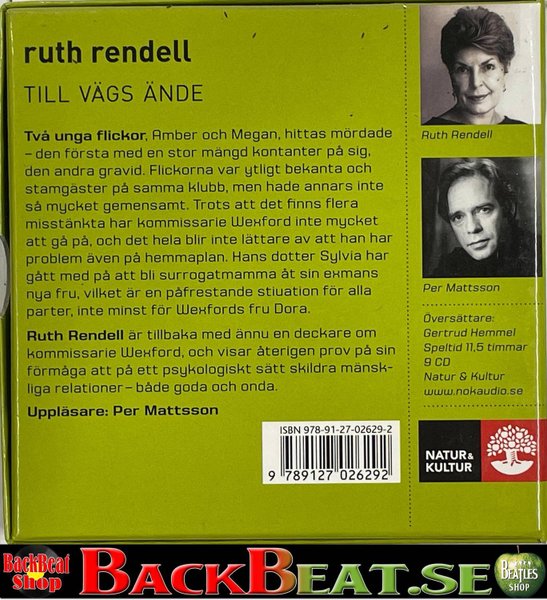 ruth rendell
TILL VÄGS ÄNDE
Två unga flickor, Amber och Megan, hittas mördade
– den första med en stor mängd kontanter på sig,
den andra gravid. Flickorna var ytligt bekanta och
stamgäster på samma klubb, men hade annars inte
så mycket gemensamt. Trots att det finns flera
misstänkta har kommissarie Wexford inte mycket
att gå på, och det hela blir inte lättare av att han har
problem även på hemmaplan. Hans dotter Sylvia har
gått med på att bli surrogatmamma åt sin exmans
nya fru, vilket är en påfrestande stiuation för alla
parter, inte minst för Wexfords fru Dora.
Ruth Rendell är tillbaka med ännu en deckare om
kommissarie Wexford, och visar återigen prov på sin
förmåga att på ett psykologiskt sätt skildra mänsk-
liga relationer – både goda och onda.
Uppläsare: Per Mattsson
Ruth Rendell
Per Mattsson
Översättare:
Gertrud Hemmel
Speltid 11,5 timmar
9 CD
Natur & Kultur
www.nokaudio.se
ISBN 978-91-27-02629-2
9 789127 026292
NATUR &
KULTUR
BackBeat
Shop
BACKBEAT.SE
BEATLES
SHOP